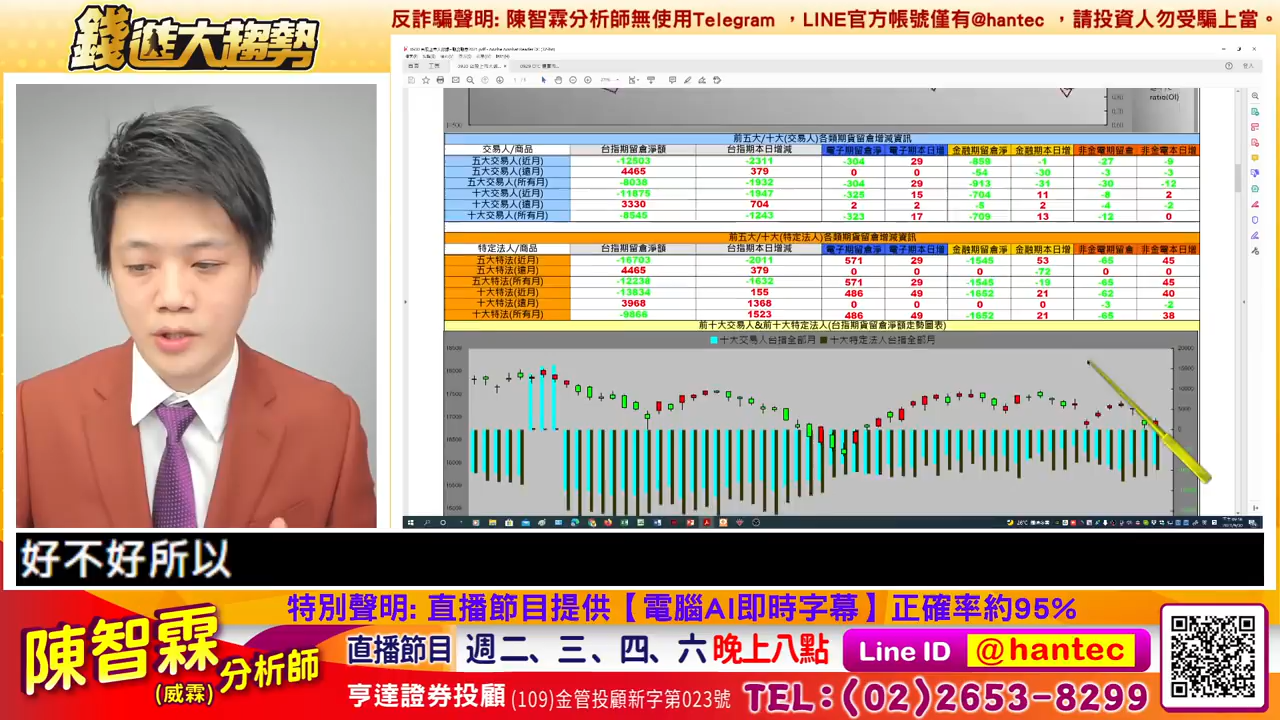 錢進大趨勢
反詐騙聲明: 陳智霖分析師無使用Telegram ，LINE官方帳號僅有@hantec ，請投資人勿受騙上當。
ratio(OI)
前五大/十大(交易人)各類期貨留倉增減資訊
交易人/商品 台指期留倉淨額 台指期本日增減 電子期留倉淨 電子期本日增 金融期留倉淨 金融期本日增 非金電期留倉 非金電本日增
五大交易人(近月) -12503 -2311 -304 29 -859 -1 -27 -9
五大交易人(遠月) 4465 379 0 0 -54 -30 -3 -3
五大交易人(所有月) -8038 -1932 -304 29 -913 -31 -30 -12
十大交易人(近月) -11875 -1947 -325 15 -704 11 -8 2
十大交易人(遠月) 3330 704 2 2 -5 2 -4 -2
十大交易人(所有月) -8545 -1243 -323 17 -709 13 -12 0
前五大/十大(特定法人)各類期貨留倉增減資訊
特定法人/商品 台指期留倉淨額 台指期本日增減 電子期留倉淨 電子期本日增 金融期留倉淨 金融期本日增 非金電期留倉 非金電本日增
五大特法(近月) -16703 -2011 571 29 -1545 53 -65 45
五大特法(遠月) 4465 379 0 0 0 -72 0 0
五大特法(所有月) -12238 -1632 571 29 -1545 -19 -65 45
十大特法(近月) -13834 155 486 49 -1652 21 -62 40
十大特法(遠月) 3968 1368 0 0 0 0 -3 -2
十大特法(所有月) -9866 1523 486 49 -1652 21 -65 38
前十大交易人&前十大特定法人(台指期貨留倉淨額走勢圖表)
十大交易人台指全部月 十大特定法人台指全部月
18500 20000
18000 15000
17500 10000
17000 5000
16500 0
16000
15500
好不好所以
特別聲明: 直播節目提供【電腦AI即時字幕】正確率約95%
陳智霖 分析師
(威霖)
直播節目 週二、三、四、六 晚上八點
Line ID @hantec
亨達證券投顧 (109)金管投顧新字第023號 TEL:(02)2653-8299